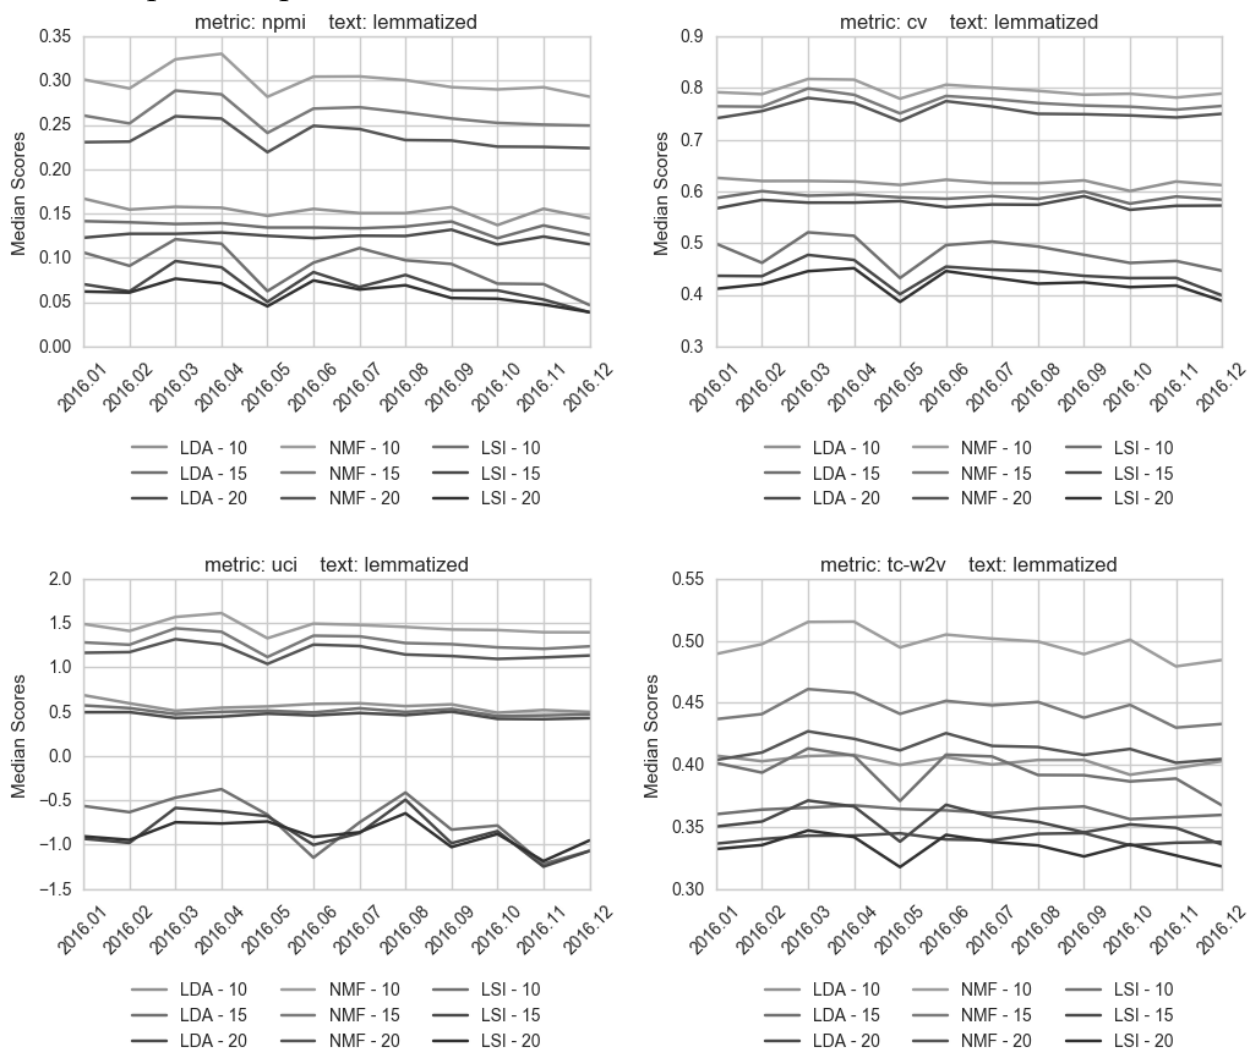 metric: npmi text: lemmatized
Median Scores
0.35
0.30
0.25
0.20
0.15
0.10
0.05
0.00
2016.01 2016.02 2016.03 2016.04 2016.05 2016.06 2016.07 2016.08 2016.09 2016.10 2016.11 2016.12
LDA - 10 NMF - 10 LSI - 10
LDA - 15 NMF - 15 LSI - 15
LDA - 20 NMF - 20 LSI - 20
metric: cv text: lemmatized
Median Scores
0.9
0.8
0.7
0.6
0.5
0.4
0.3
2016.01 2016.02 2016.03 2016.04 2016.05 2016.06 2016.07 2016.08 2016.09 2016.10 2016.11 2016.12
LDA - 10 NMF - 10 LSI - 10
LDA - 15 NMF - 15 LSI - 15
LDA - 20 NMF - 20 LSI - 20
metric: uci text: lemmatized
Median Scores
2.0
1.5
1.0
0.5
0.0
−0.5
−1.0
−1.5
2016.01 2016.02 2016.03 2016.04 2016.05 2016.06 2016.07 2016.08 2016.09 2016.10 2016.11 2016.12
LDA - 10 NMF - 10 LSI - 10
LDA - 15 NMF - 15 LSI - 15
LDA - 20 NMF - 20 LSI - 20
metric: tc-w2v text: lemmatized
Median Scores
0.55
0.50
0.45
0.40
0.35
0.30
2016.01 2016.02 2016.03 2016.04 2016.05 2016.06 2016.07 2016.08 2016.09 2016.10 2016.11 2016.12
LDA - 10 NMF - 10 LSI - 10
LDA - 15 NMF - 15 LSI - 15
LDA - 20 NMF - 20 LSI - 20